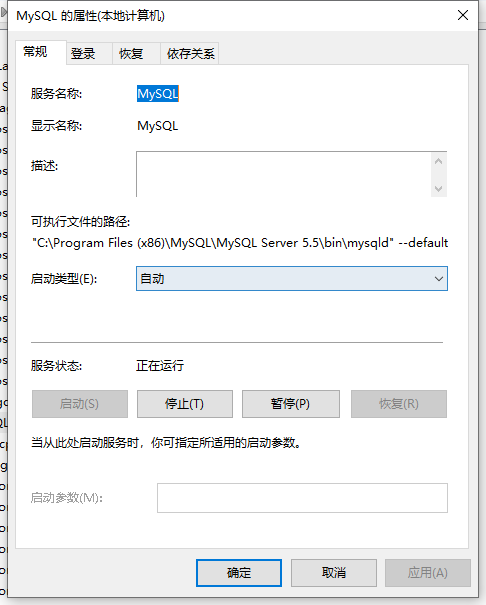 MySQL 的属性(本地计算机)
常规 登录 恢复 依存关系
服务名称: MySQL
显示名称: MySQL
描述:
可执行文件的路径:
"C:\Program Files (x86)\MySQL\MySQL Server 5.5\bin\mysqld" --default
启动类型(E): 自动
服务状态: 正在运行
启动(S) 停止(T) 暂停(P) 恢复(R)
当从此处启动服务时，你可指定所适用的启动参数。
启动参数(M):
确定 取消 应用(A)